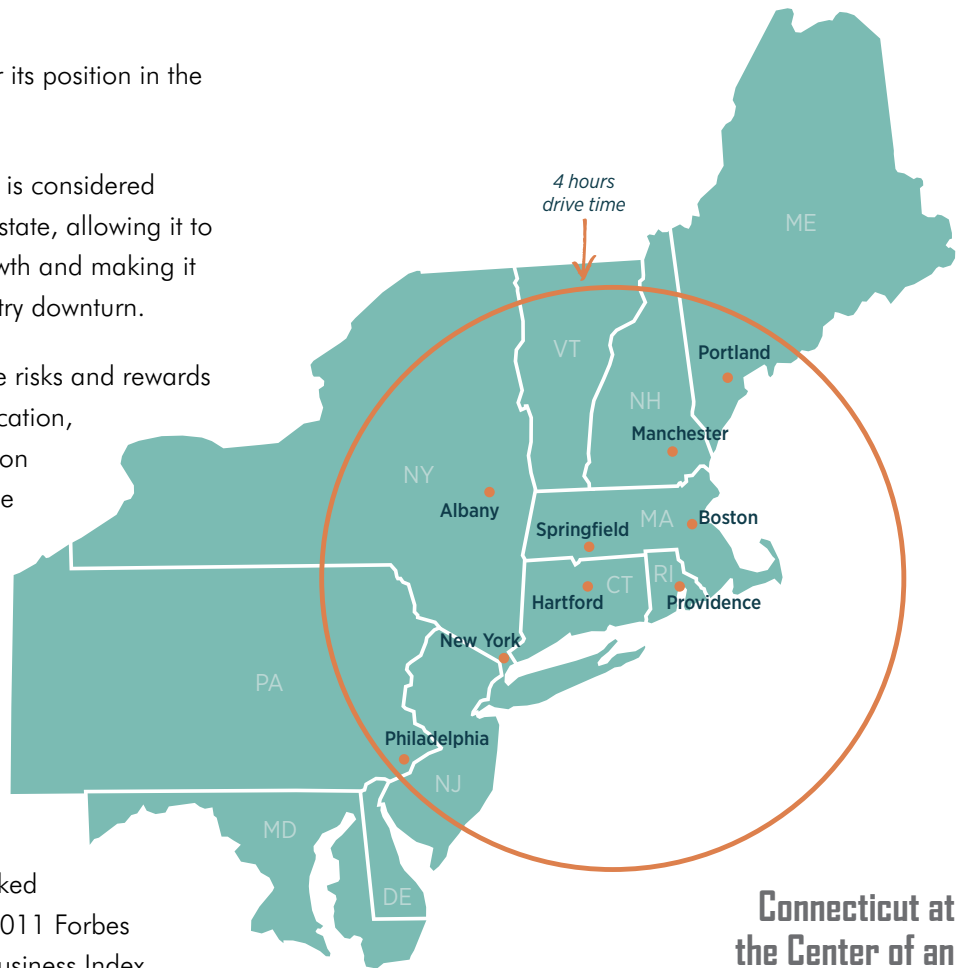 r its position in the
is considered
state, allowing it to
wth and making it
try downturn.
e risks and rewards
cation,
on
e
ked
011 Forbes
usiness Index
4 hours
drive time
ME
VT
Portland
NH
Manchester
NY
Albany
Springfield
MA
Boston
Hartford
CT
RI
Providence
New York
PA
Philadelphia
NJ
MD
DE
Connecticut at
the Center of an